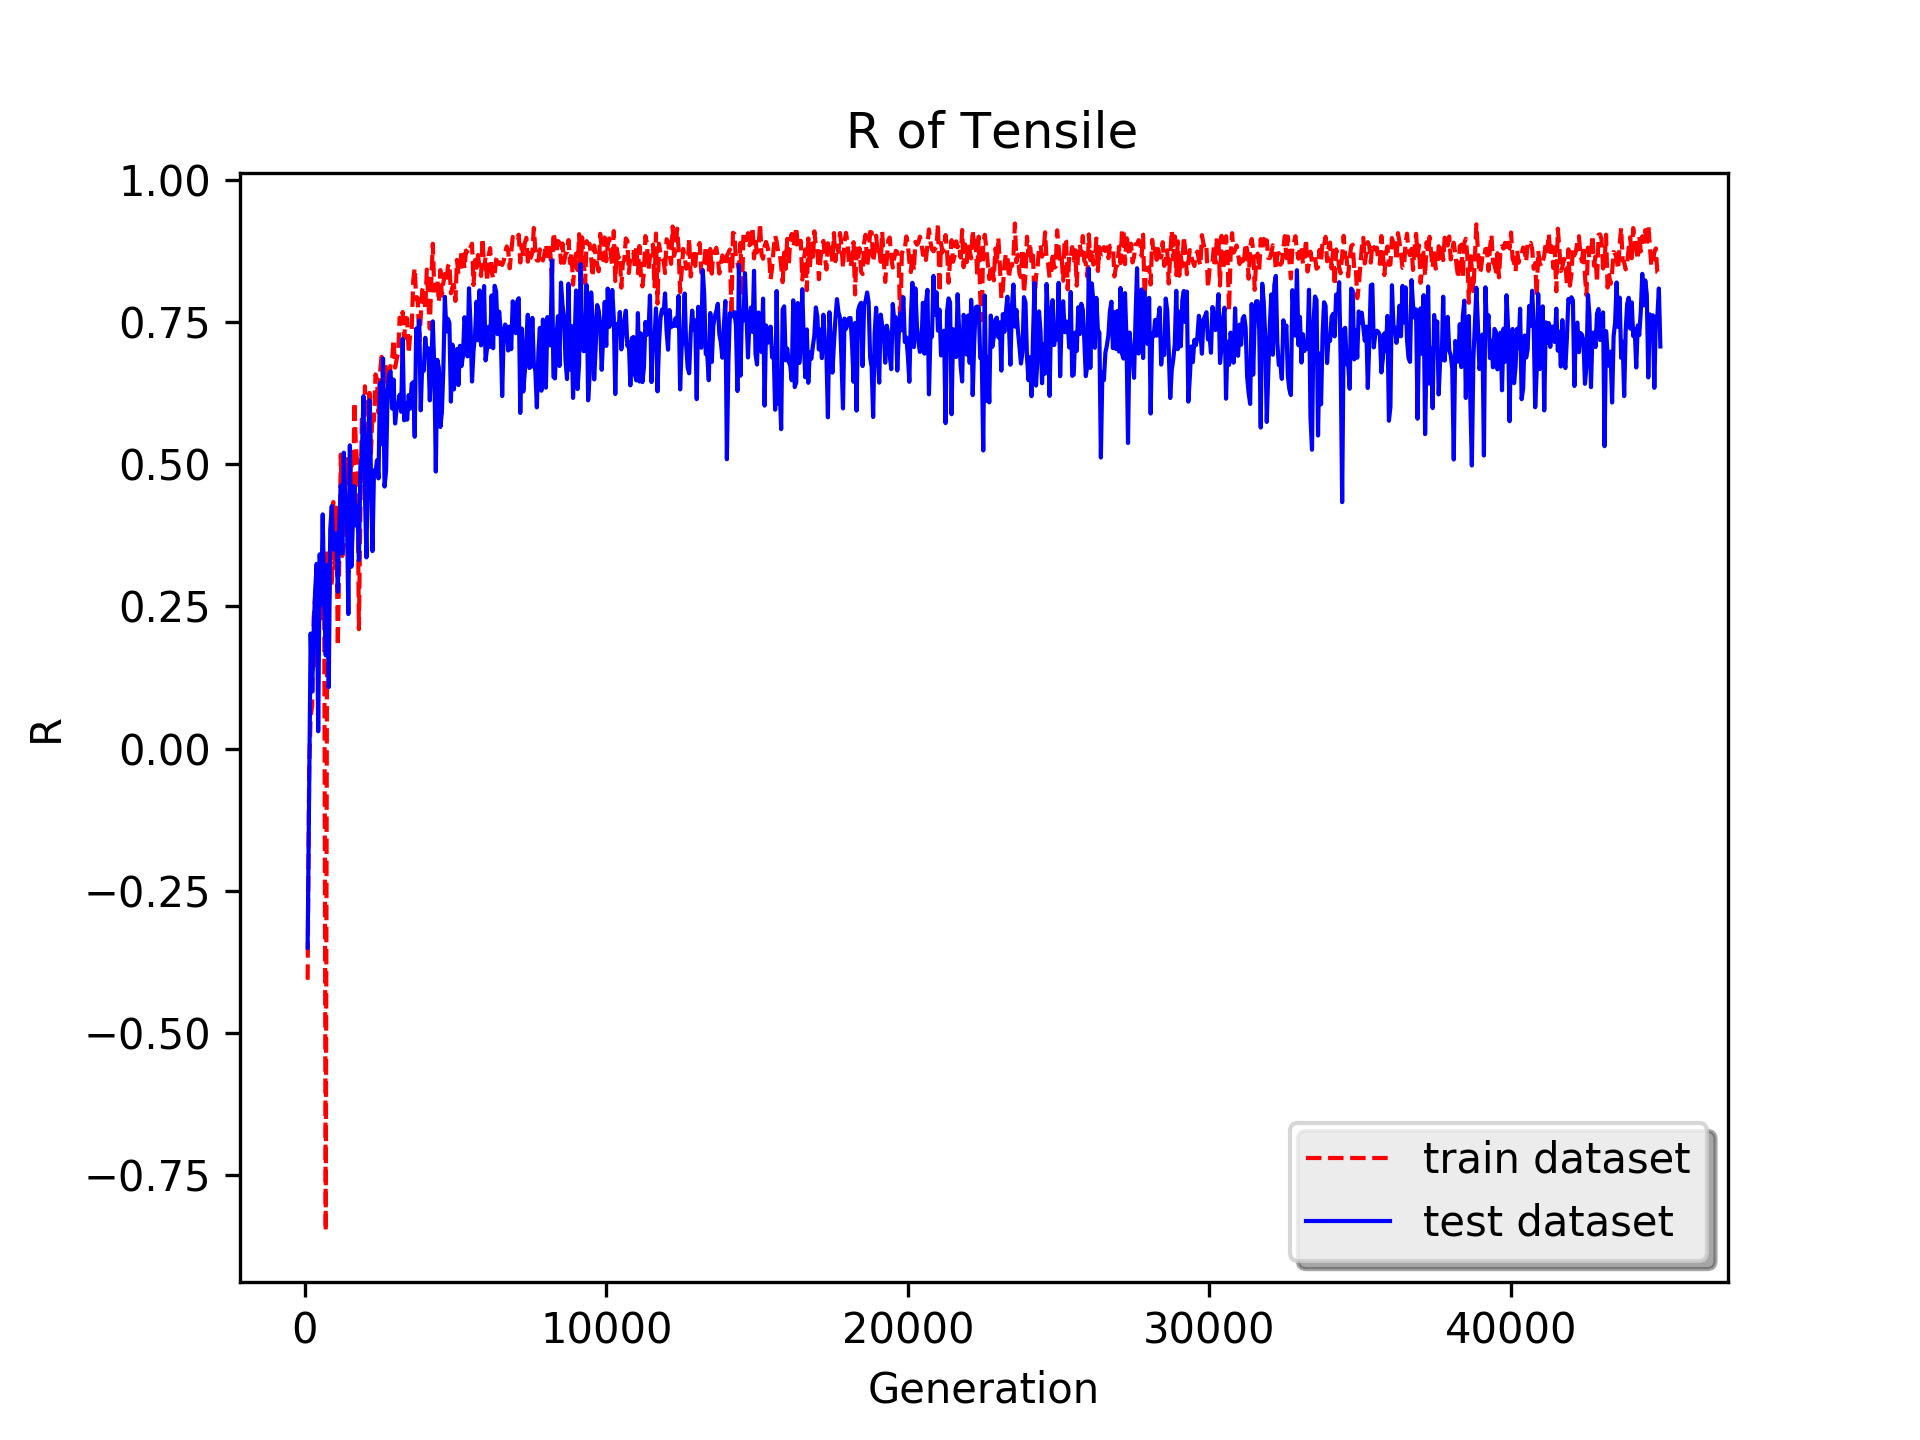 R of Tensile
1.00
0.75
0.50
0.25
0.00
−0.25
−0.50
−0.75
R
0
10000
20000
30000
40000
Generation
train dataset
test dataset